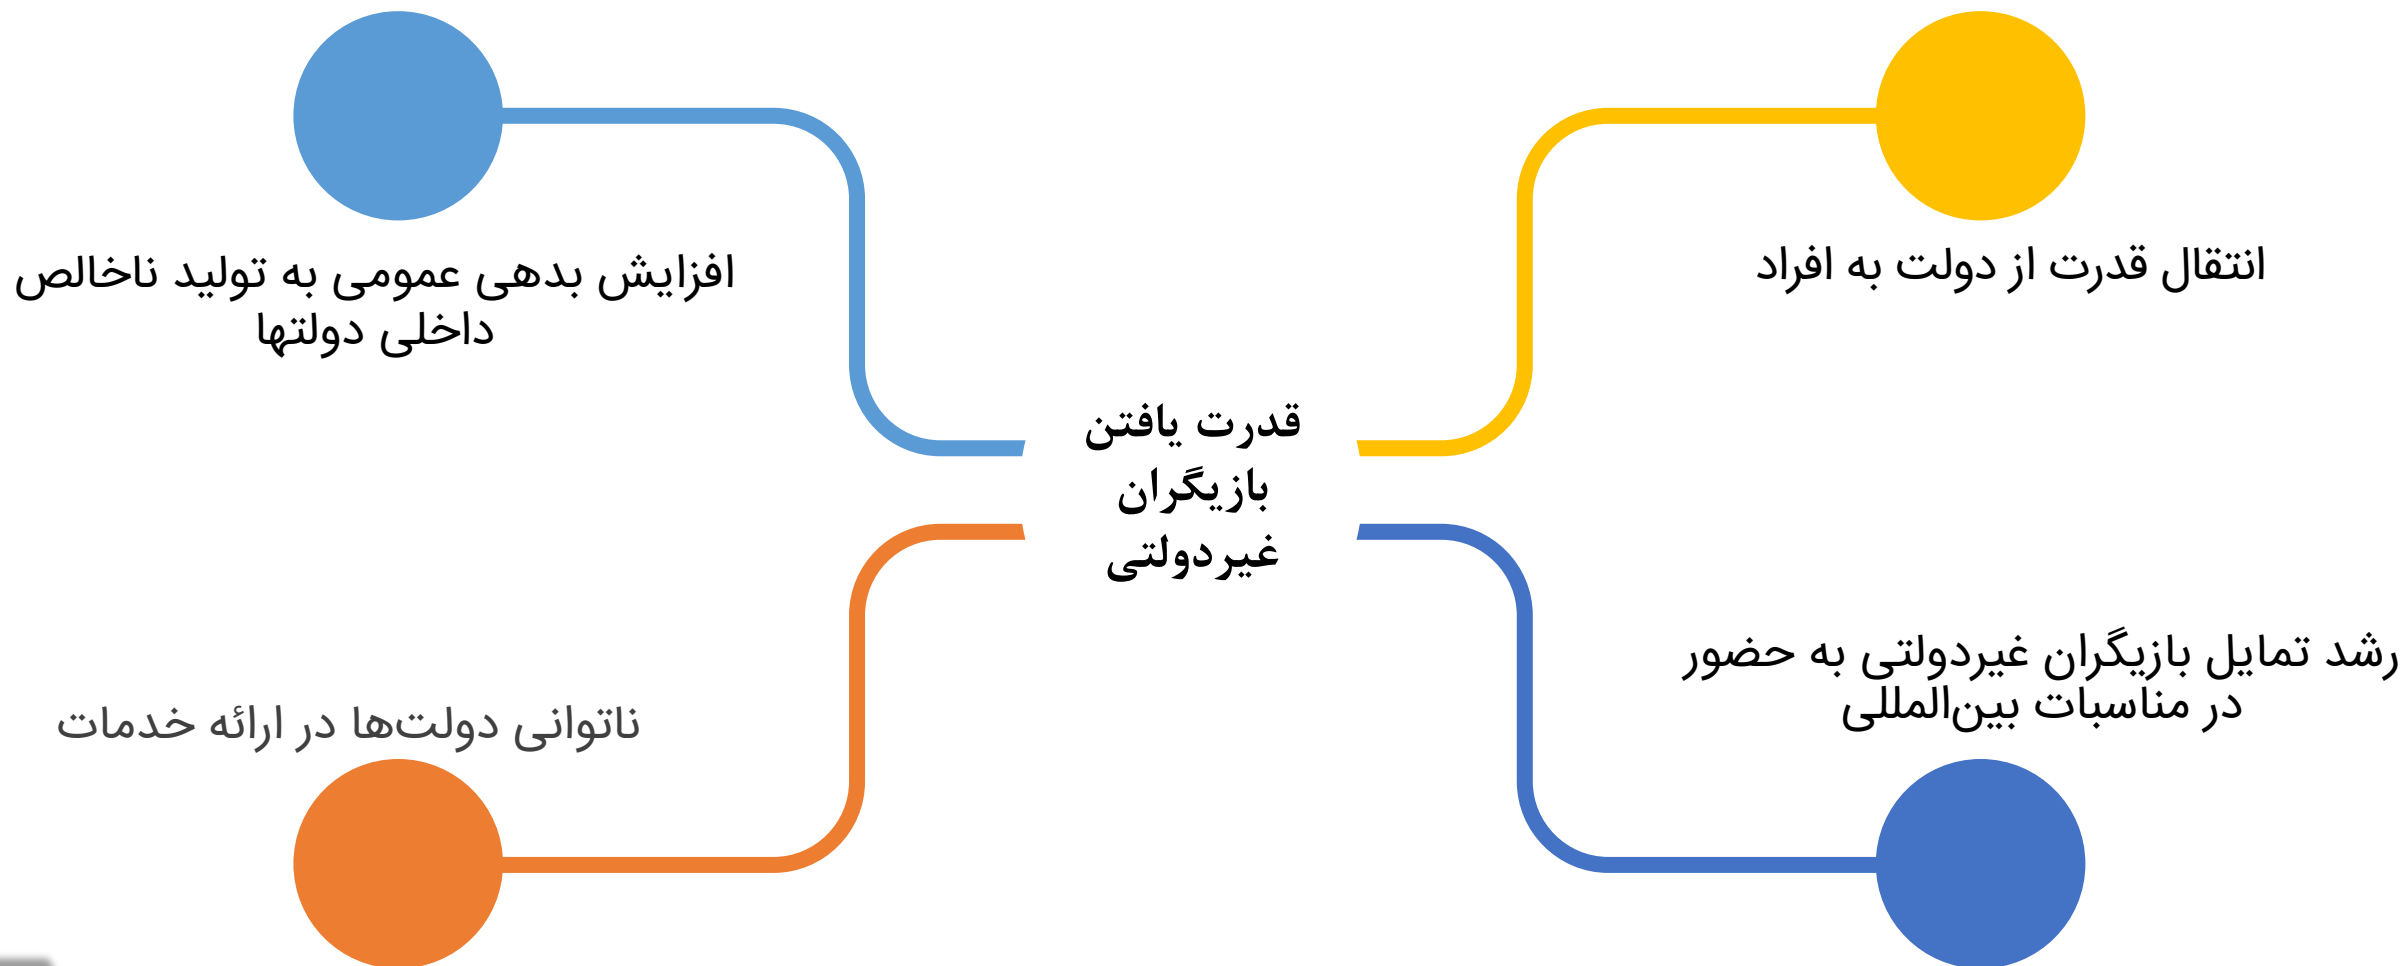 انتقال قدرت از دولت به افراد
افزایش بدهی عمومی به تولید ناخالص
داخلی دولتها
قدرت یافتن
بازیگران
غیردولتی
رشد تمایل بازیگران غیردولتی به حضور
در مناسبات بین‌المللی
ناتوانی دولت‌ها در ارائه خدمات